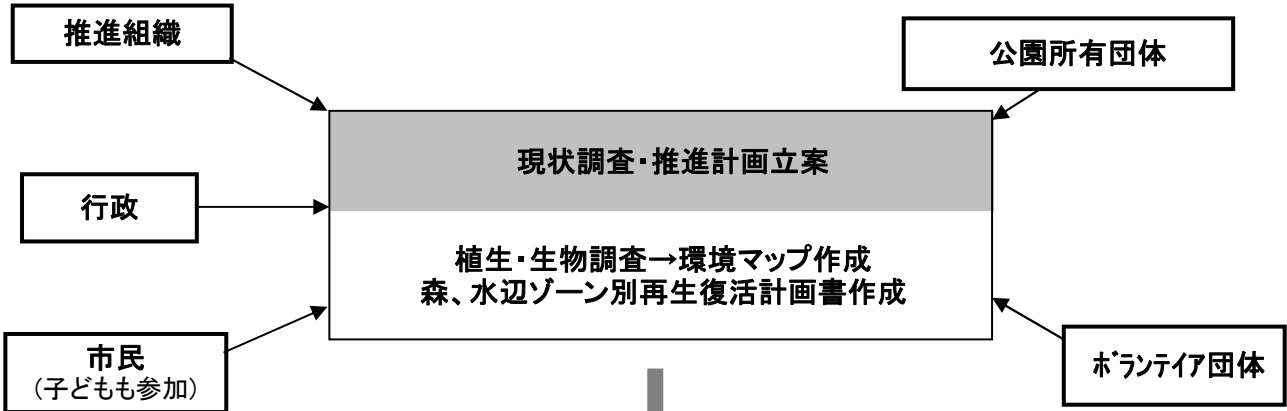 推進組織
公園所有団体
現状調査・推進計画立案
行政
植生・生物調査→環境マップ作成
森、水辺ゾーン別再生復活計画書作成
市民
(子どもも参加)
ボランテイア団体